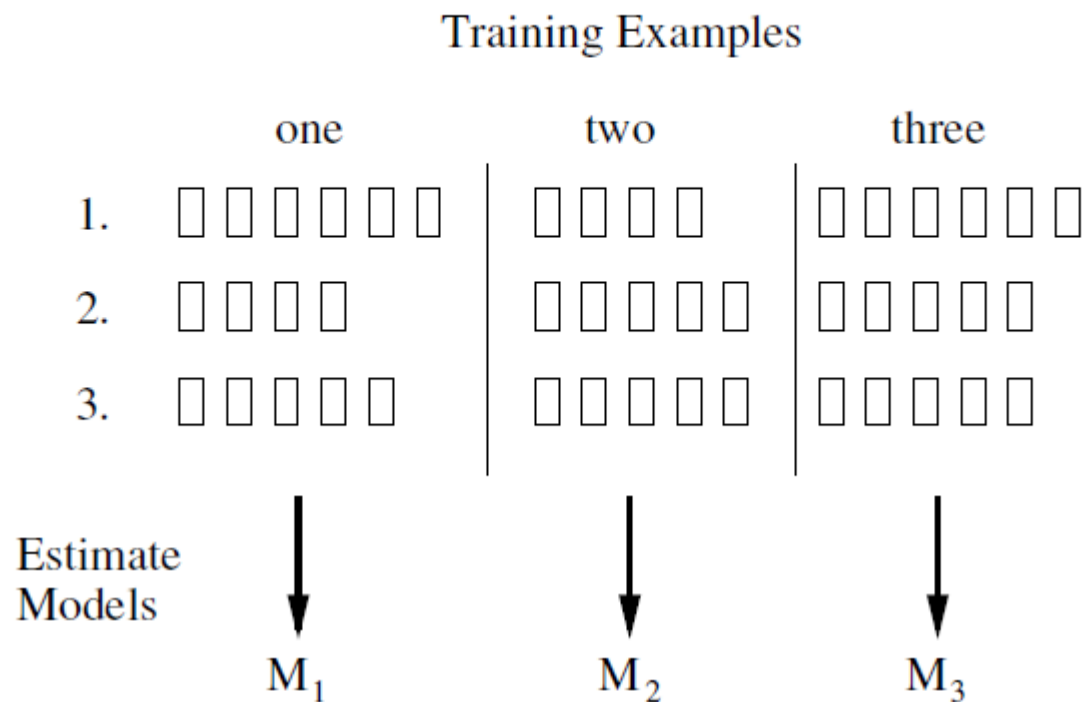 Training Examples
one two three
1.
2.
3.
Estimate
Models
M₁ M₂ M₃